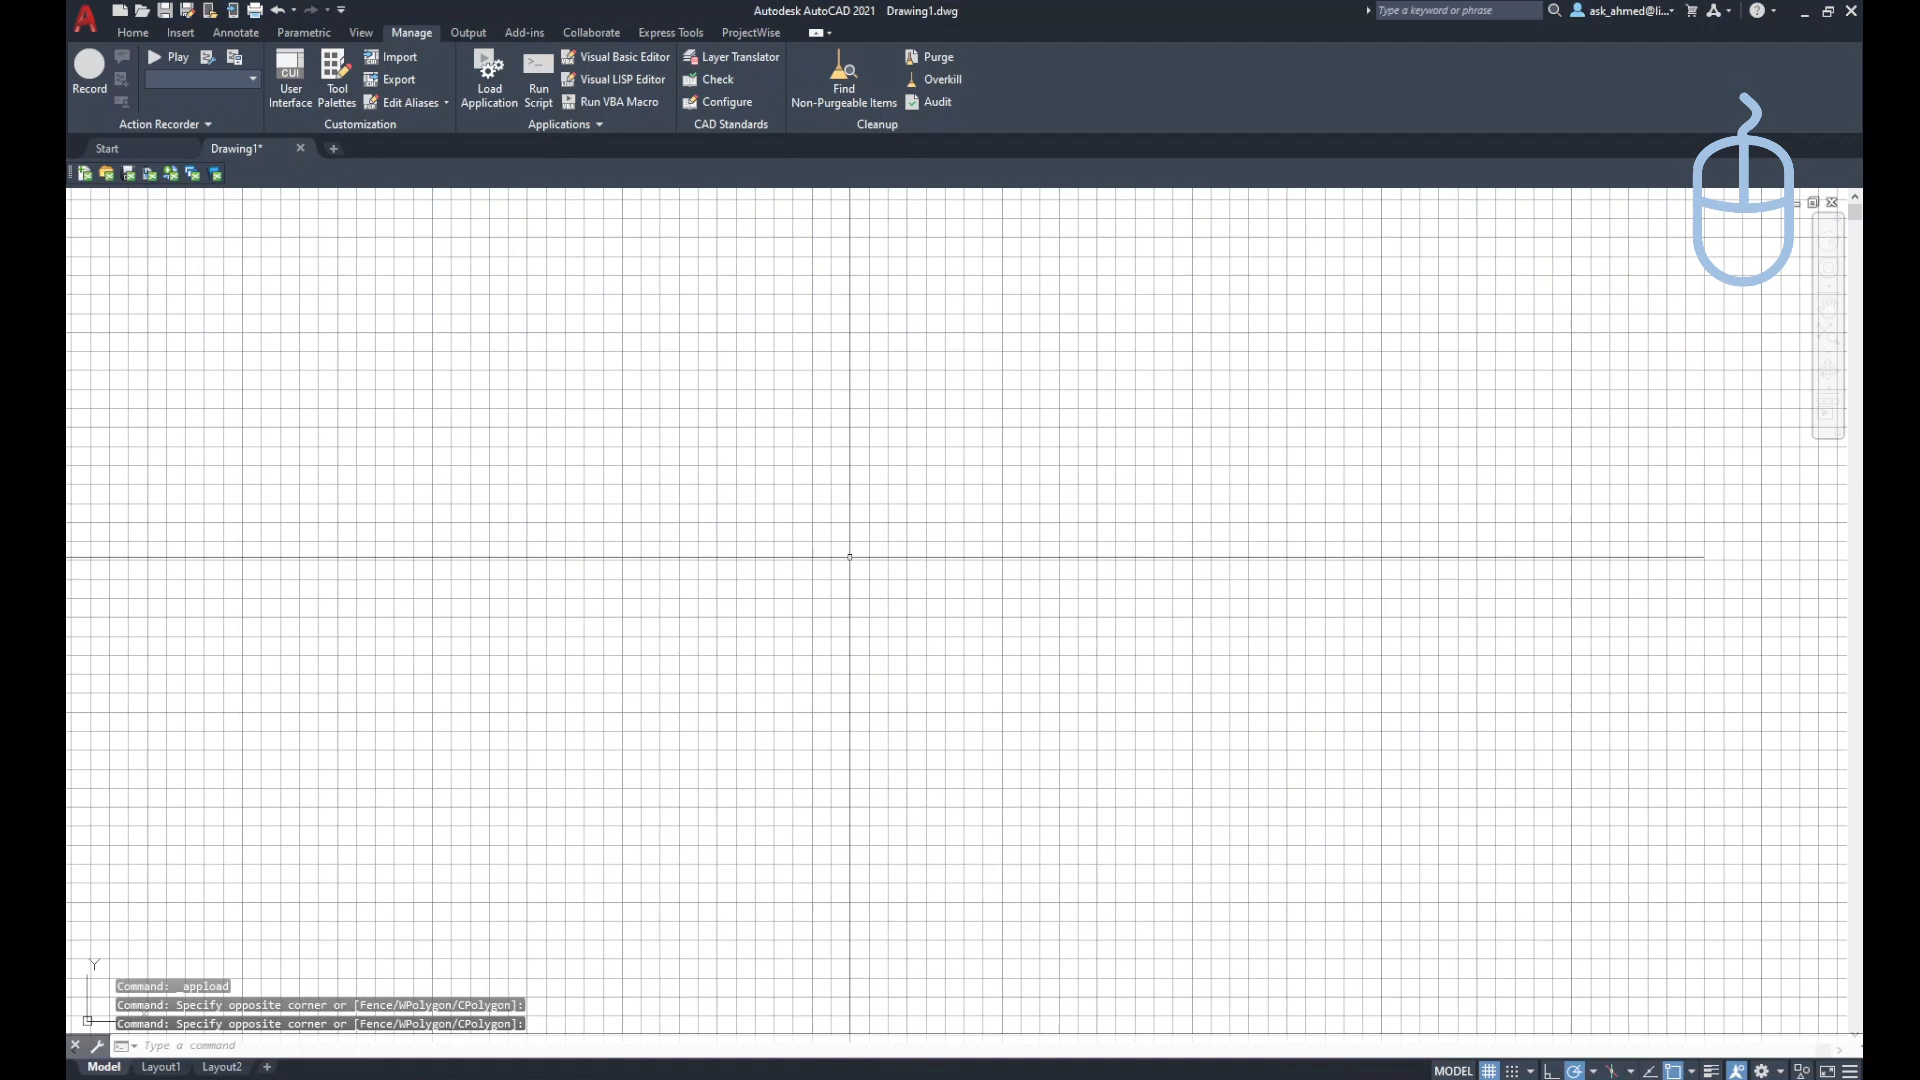 Autodesk AutoCAD 2021 Drawing1.dwg
Type a keyword or phrase
ask_ahmed@li...
Home Insert Annotate Parametric View Manage Output Add-ins Collaborate Express Tools ProjectWise
Record
Play
Action Recorder
CUI
User
Interface
Tool
Palettes
Import
Export
Edit Aliases
Customization
Load
Application
Run
Script
Visual Basic Editor
Visual LISP Editor
Run VBA Macro
Applications
Layer Translator
Check
Configure
CAD Standards
Find
Non-Purgeable Items
Purge
Overkill
Audit
Cleanup
Start
Drawing1*
Y
Command: _appload
Command: Specify opposite corner or [Fence/WPolygon/CPolygon]:
Command: Specify opposite corner or [Fence/WPolygon/CPolygon]:
Type a command
Model Layout1 Layout2
MODEL